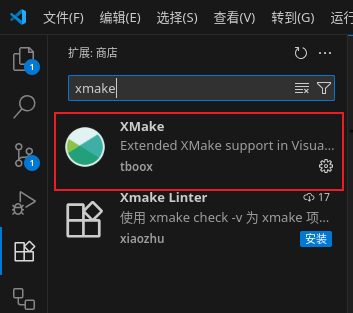 文件(F) 编辑(E) 选择(S) 查看(V) 转到(G) 运行
扩展: 商店
xmake
1
XMake
Extended XMake support in Visua...
tboox
1
Xmake Linter 17
使用 xmake check -v 为 xmake 项...
xiaozhu 安装